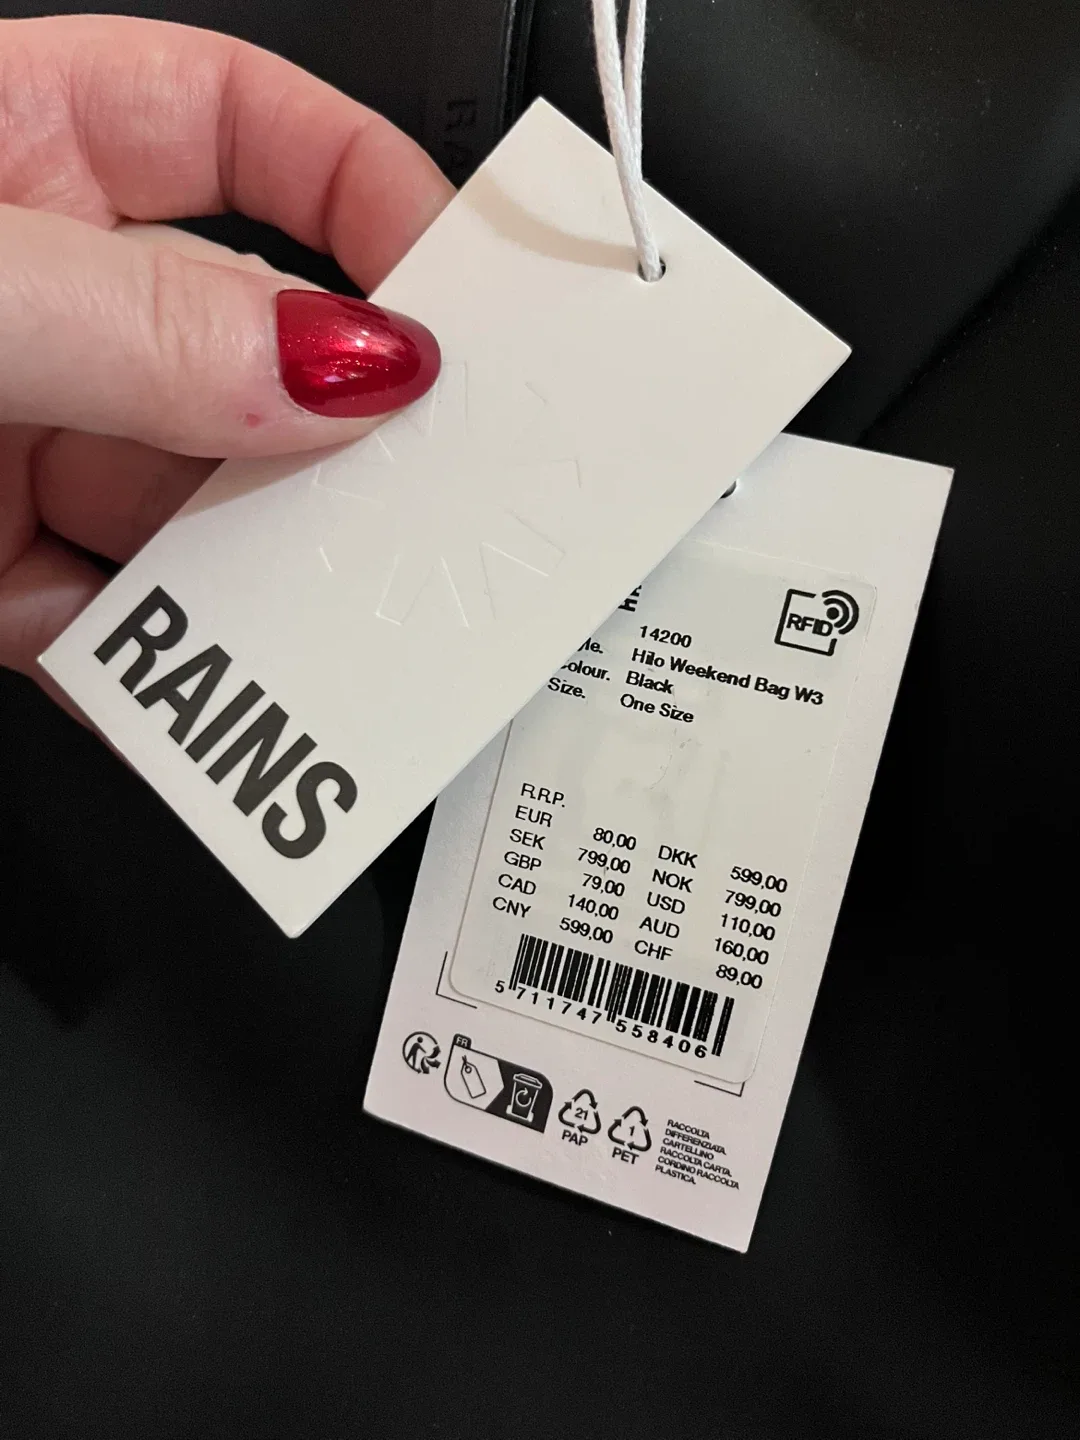 RAINS
RFID
14200
Hilo Weekend Bag W3
olour. Black
Size. One Size
R.R.P.
EUR 80,00 DKK 599,00
SEK 799,00 NOK 799,00
GBP 79,00 USD 110,00
CAD 140,00 AUD 160,00
CNY 599,00 CHF 89,00
5 711747 558406
FR
21
PAP
1
PET
RACCOLTA
DIFFERENZIATA.
CARTELLINO
RACCOLTA CARTA.
CORDINO RACCOLTA
PLASTICA.